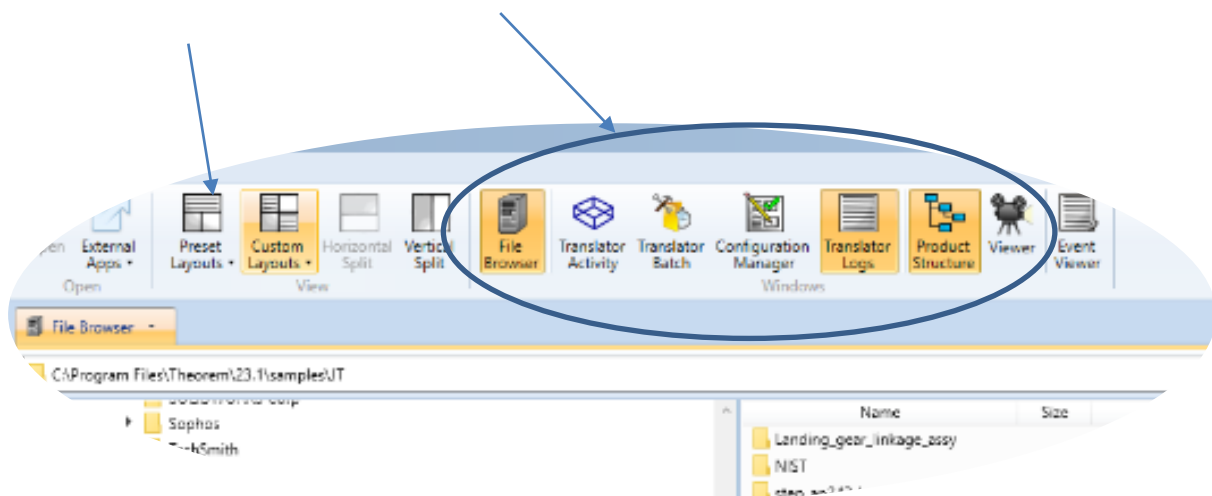 External Apps
Preset Layouts
Custom Layouts
Horizontal Split
Vertical Split
File Browser
Translator Activity
Translator Batch
Configuration Manager
Translator Logs
Product Structure
Viewer
Event Viewer
Open
View
Windows
File Browser
C:\Program Files\Theorem\23.1\samples\JT
Sophos
Name
Size
Landing_gear_linkage_assy
NIST